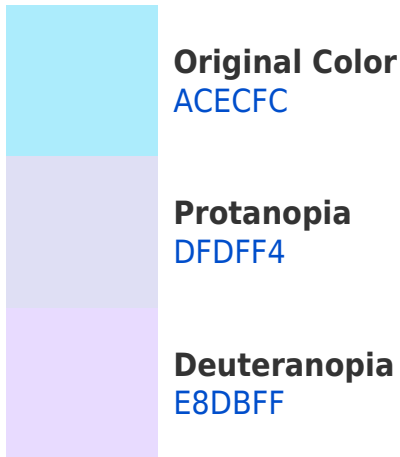 Original Color
ACECFC
Protanopia
DFDFF4
Deuteranopia
E8DBFF